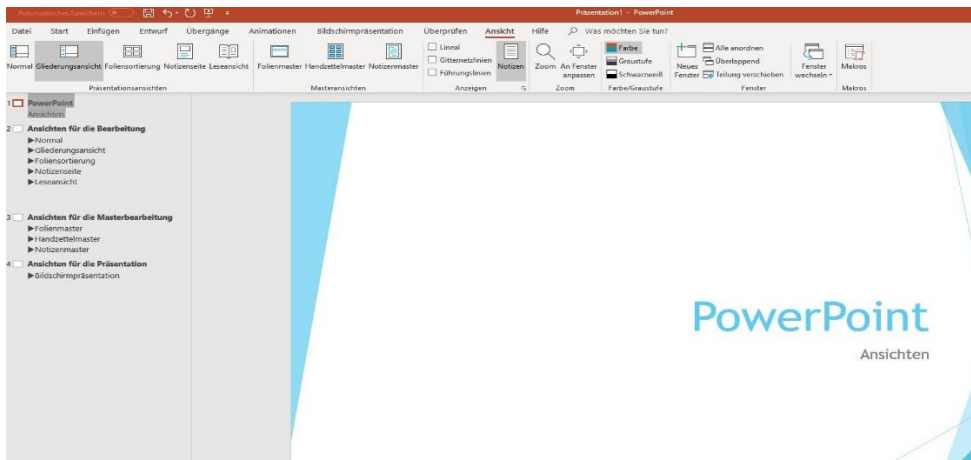 Automatisches Speichern
Präsentation1 - PowerPoint
Datei Start Einfügen Entwurf Übergänge Animationen Bildschirmpräsentation Überprüfen Ansicht Hilfe Was möchten Sie tun?
Normal Gliederungsansicht Foliensortierung Notizenseite Leseansicht
Präsentationsansichten
Folienmaster Handzettelmaster Notizenmaster
Masteransichten
Lineal
Gitternetzlinien
Führungslinien
Notizen
Anzeigen
Zoom An Fenster anpassen
Zoom
Farbe
Graustufe
Schwarzweiß
Farbe/Graustufe
Neues Fenster
Alle anordnen
Überlappend
Teilung verschieben
Fenster wechseln
Fenster
Makros
Makros
1 PowerPoint
Ansichten
2 Ansichten für die Bearbeitung
Normal
Gliederungsansicht
Foliensortierung
Notizenseite
Leseansicht
3 Ansichten für die Masterbearbeitung
Folienmaster
Handzettelmaster
Notizenmaster
4 Ansichten für die Präsentation
Bildschirmpräsentation
PowerPoint
Ansichten